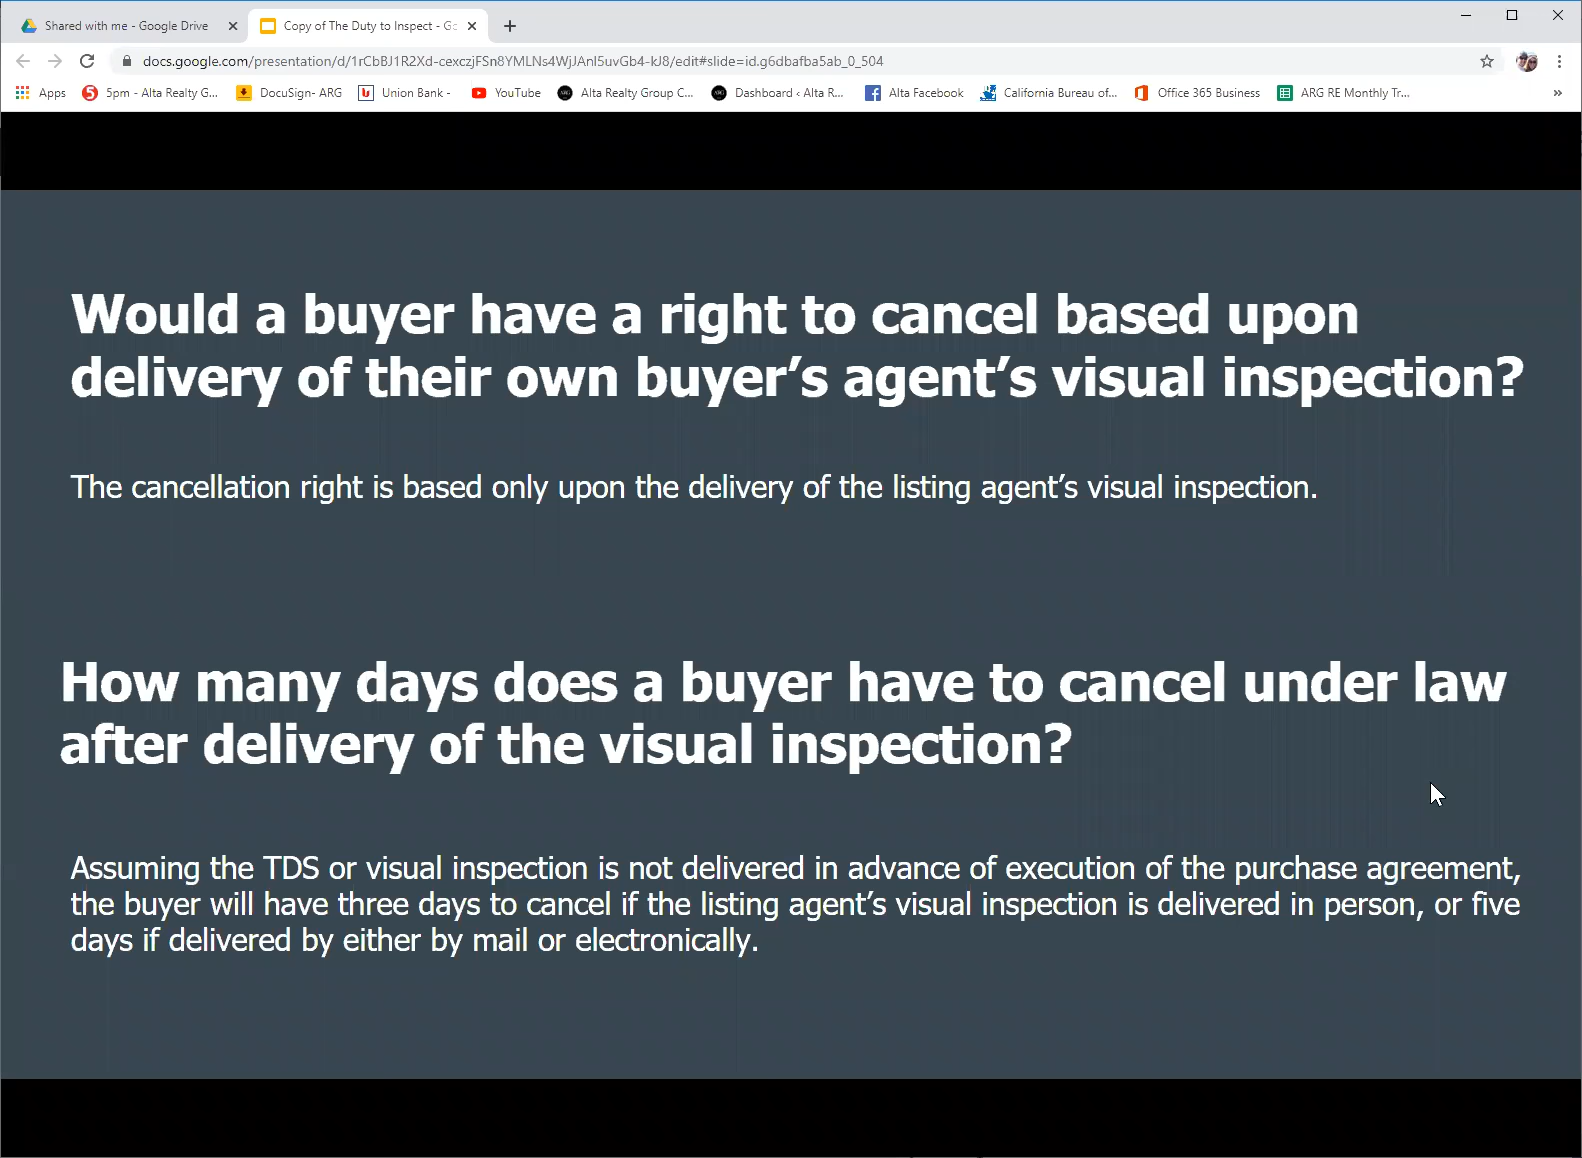 Shared with me - Google Drive
Copy of The Duty to Inspect - Go
docs.google.com/presentation/d/1rCbBJ1R2Xd-cexczjFSn8YMLNs4WjJAnI5uvGb4-kJ8/edit#slide=id.g6dbafba5ab_0_504
Apps 5pm - Alta Realty G... DocuSign- ARG Union Bank - YouTube Alta Realty Group C... Dashboard ‹ Alta R... Alta Facebook California Bureau of... Office 365 Business ARG RE Monthly Tr... »
Would a buyer have a right to cancel based upon
delivery of their own buyer’s agent’s visual inspection?
The cancellation right is based only upon the delivery of the listing agent’s visual inspection.
How many days does a buyer have to cancel under law
after delivery of the visual inspection?
Assuming the TDS or visual inspection is not delivered in advance of execution of the purchase agreement,
the buyer will have three days to cancel if the listing agent’s visual inspection is delivered in person, or five
days if delivered by either by mail or electronically.